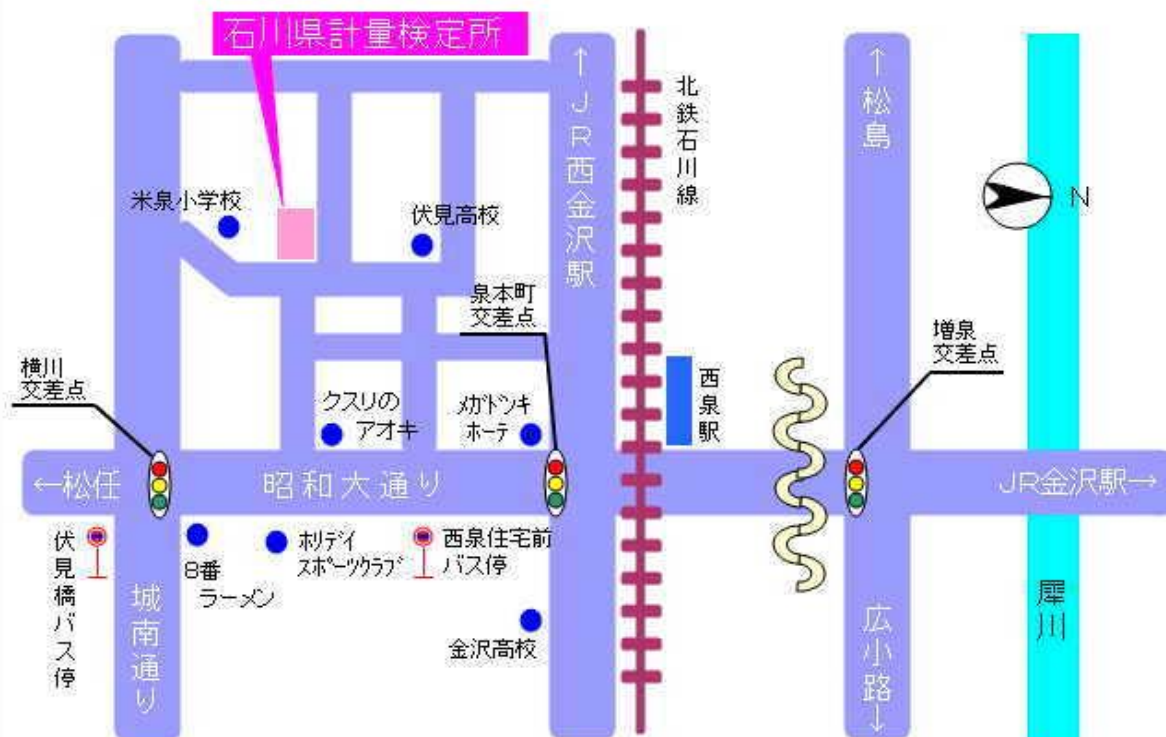 石川県計量検定所
↑JR西金沢駅
北鉄石川線
↑松島
N
米泉小学校
伏見高校
泉本町
交差点
増泉
交差点
横川
交差点
西泉駅
クスリの
アオキ
メガドンキ
ホーテ
←松任
昭和大通り
JR金沢駅→
伏見橋バス停
8番
ラーメン
ホリデイ
スポーツクラブ
西泉住宅前
バス停
城南通り
金沢高校
広小路↓
犀川